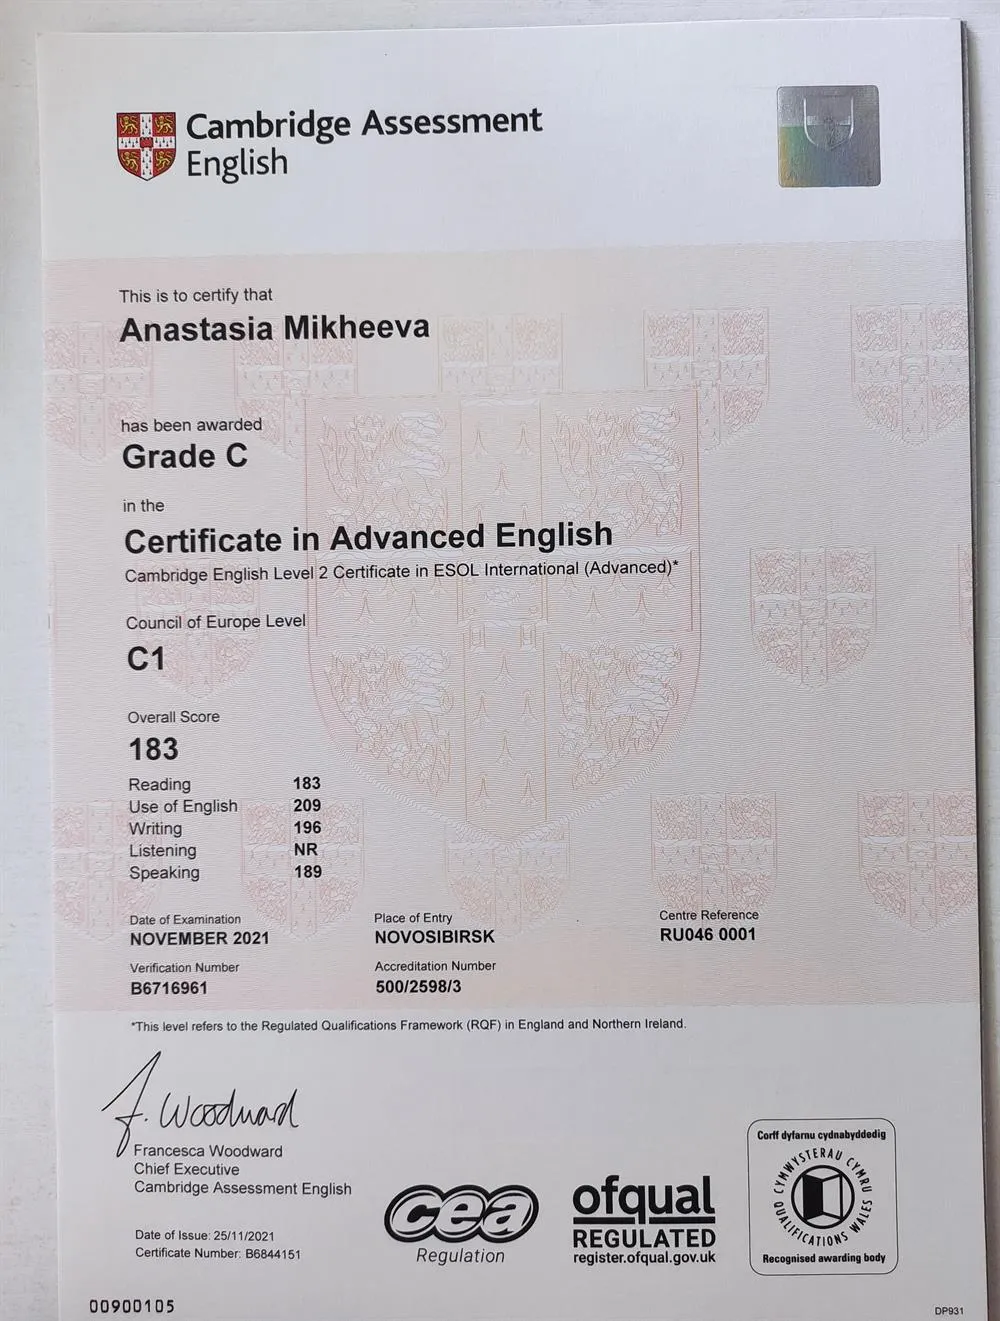 Cambridge Assessment
English
This is to certify that
Anastasia Mikheeva
has been awarded
Grade C
in the
Certificate in Advanced English
Cambridge English Level 2 Certificate in ESOL International (Advanced)*
Council of Europe Level
C1
Overall Score
183
Reading 183
Use of English 209
Writing 196
Listening NR
Speaking 189
Date of Examination Place of Entry Centre Reference
NOVEMBER 2021 NOVOSIBIRSK RU046 0001
Verification Number Accreditation Number
B6716961 500/2598/3
*This level refers to the Regulated Qualifications Framework (RQF) in England and Northern Ireland.
F. Woodward
Francesca Woodward
Chief Executive
Cambridge Assessment English
Date of Issue: 25/11/2021
Certificate Number: B6844151
cea
Regulation
ofqual
REGULATED
register.ofqual.gov.uk
Corff dyfarnu cydnabyddedig
CYMWYSTERAU CYMRU
QUALIFICATIONS WALES
Recognised awarding body
00900105
DP931